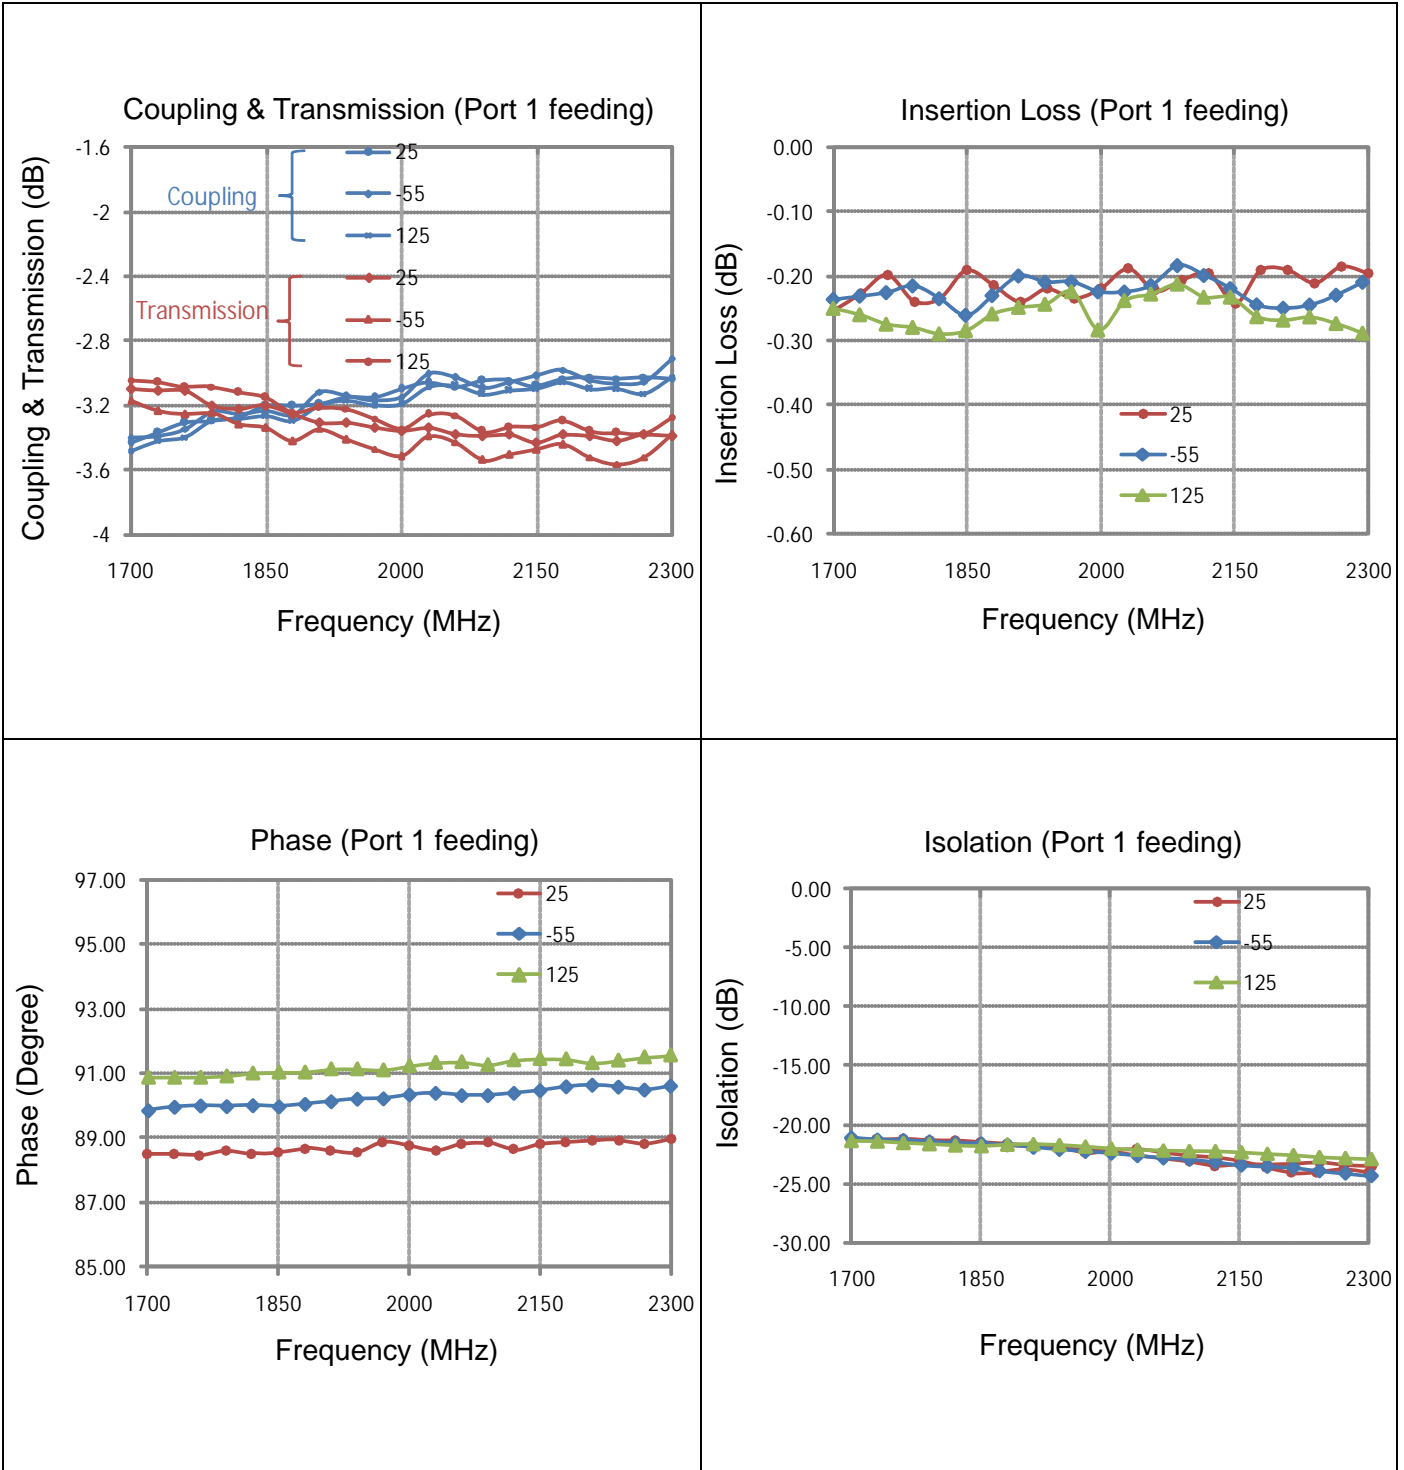 Coupling & Transmission (Port 1 feeding)
Coupling & Transmission (dB)
-1.6
-2
-2.4
-2.8
-3.2
-3.6
-4
Coupling
25
-55
125
Transmission
25
-55
125
1700 1850 2000 2150 2300
Frequency (MHz)
Insertion Loss (Port 1 feeding)
Insertion Loss (dB)
0.00
-0.10
-0.20
-0.30
-0.40
-0.50
-0.60
25
-55
125
1700 1850 2000 2150 2300
Frequency (MHz)
Phase (Port 1 feeding)
Phase (Degree)
97.00
95.00
93.00
91.00
89.00
87.00
85.00
25
-55
125
1700 1850 2000 2150 2300
Frequency (MHz)
Isolation (Port 1 feeding)
Isolation (dB)
0.00
-5.00
-10.00
-15.00
-20.00
-25.00
-30.00
25
-55
125
1700 1850 2000 2150 2300
Frequency (MHz)